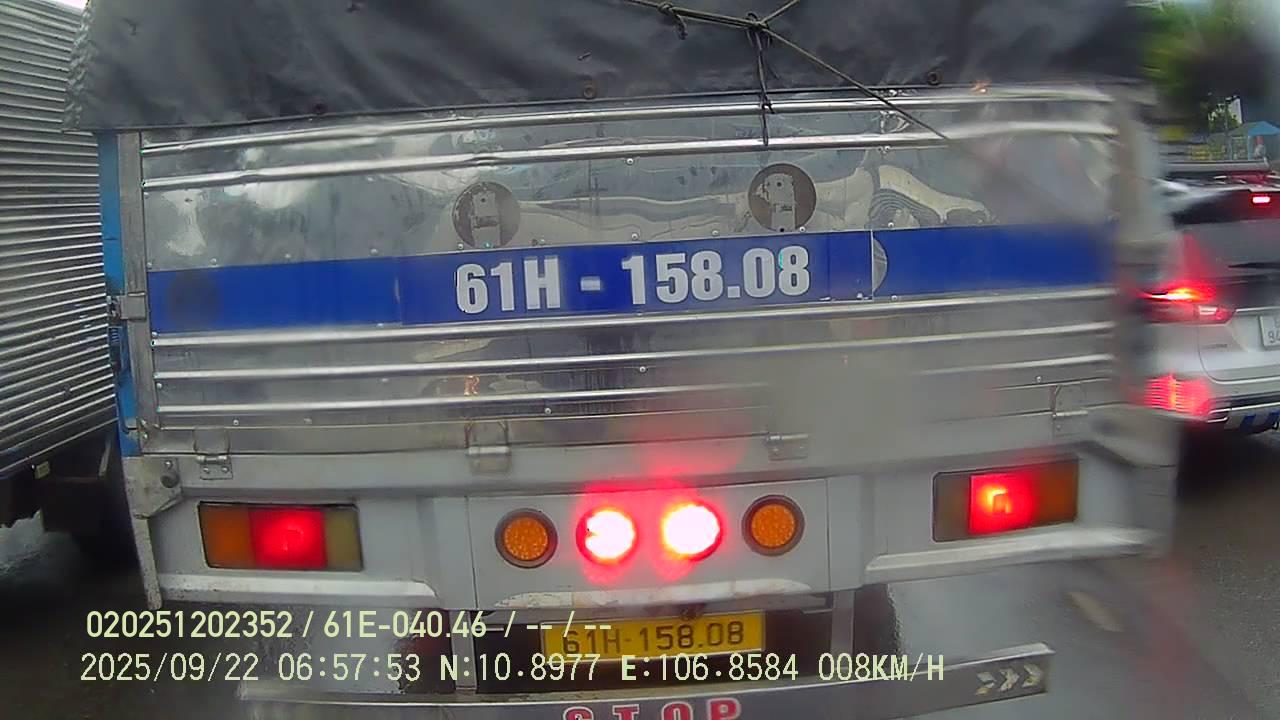 61H - 158.08
61H-158.08
020251202352 / 61E-040.46 / -- / --
2025/09/22 06:57:53 N:10.8977 E:106.8584 008KM/H
STOP